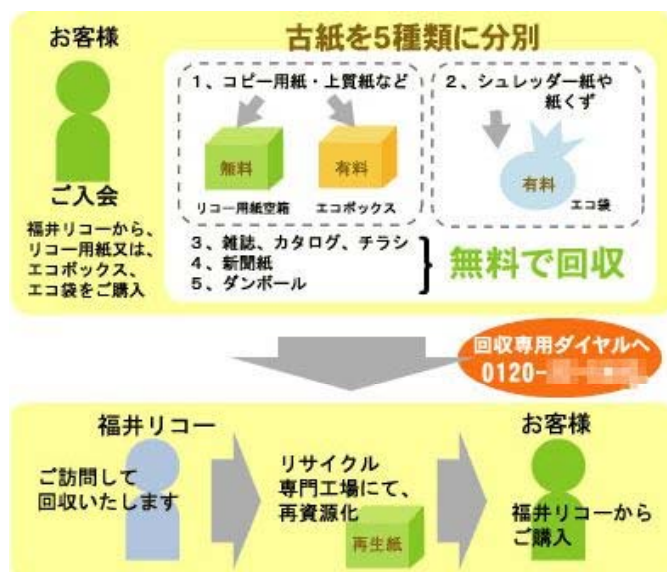 お客様
ご入会
福井リコーから、
リコー用紙又は、
エコボックス、
エコ袋をご購入
古紙を5種類に分別
1、コピー用紙・上質紙など
無料
リコー用紙空箱
有料
エコボックス
2、シュレッダー紙や
紙くず
有料
エコ袋
3、雑誌、カタログ、チラシ
4、新聞紙
5、ダンボール
無料で回収
回収専用ダイヤルへ
0120-
福井リコー
ご訪問して
回収いたします
リサイクル
専門工場にて、
再資源化
再生紙
お客様
福井リコーから
ご購入